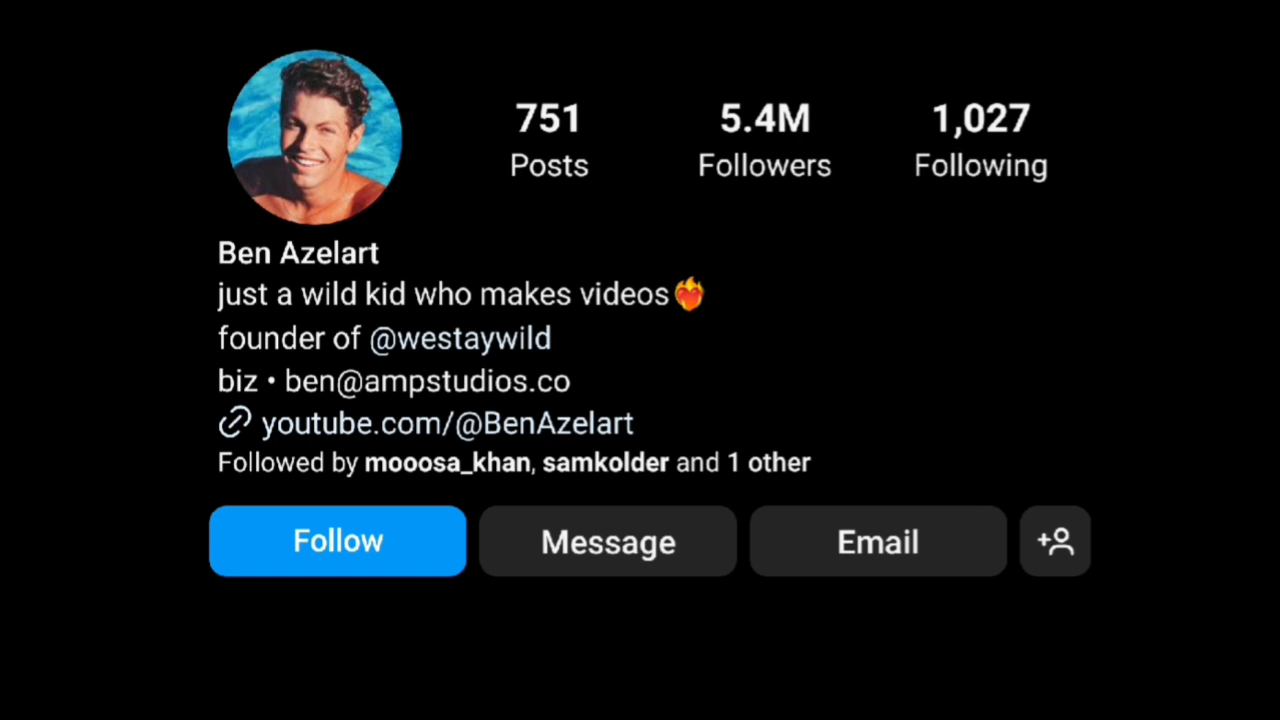 751 5.4M 1,027
Posts Followers Following
Ben Azelart
just a wild kid who makes videos❤️‍🔥
founder of @westaywild
biz • ben@ampstudios.co
youtube.com/@BenAzelart
Followed by mooosa_khan, samkolder and 1 other
Follow Message Email